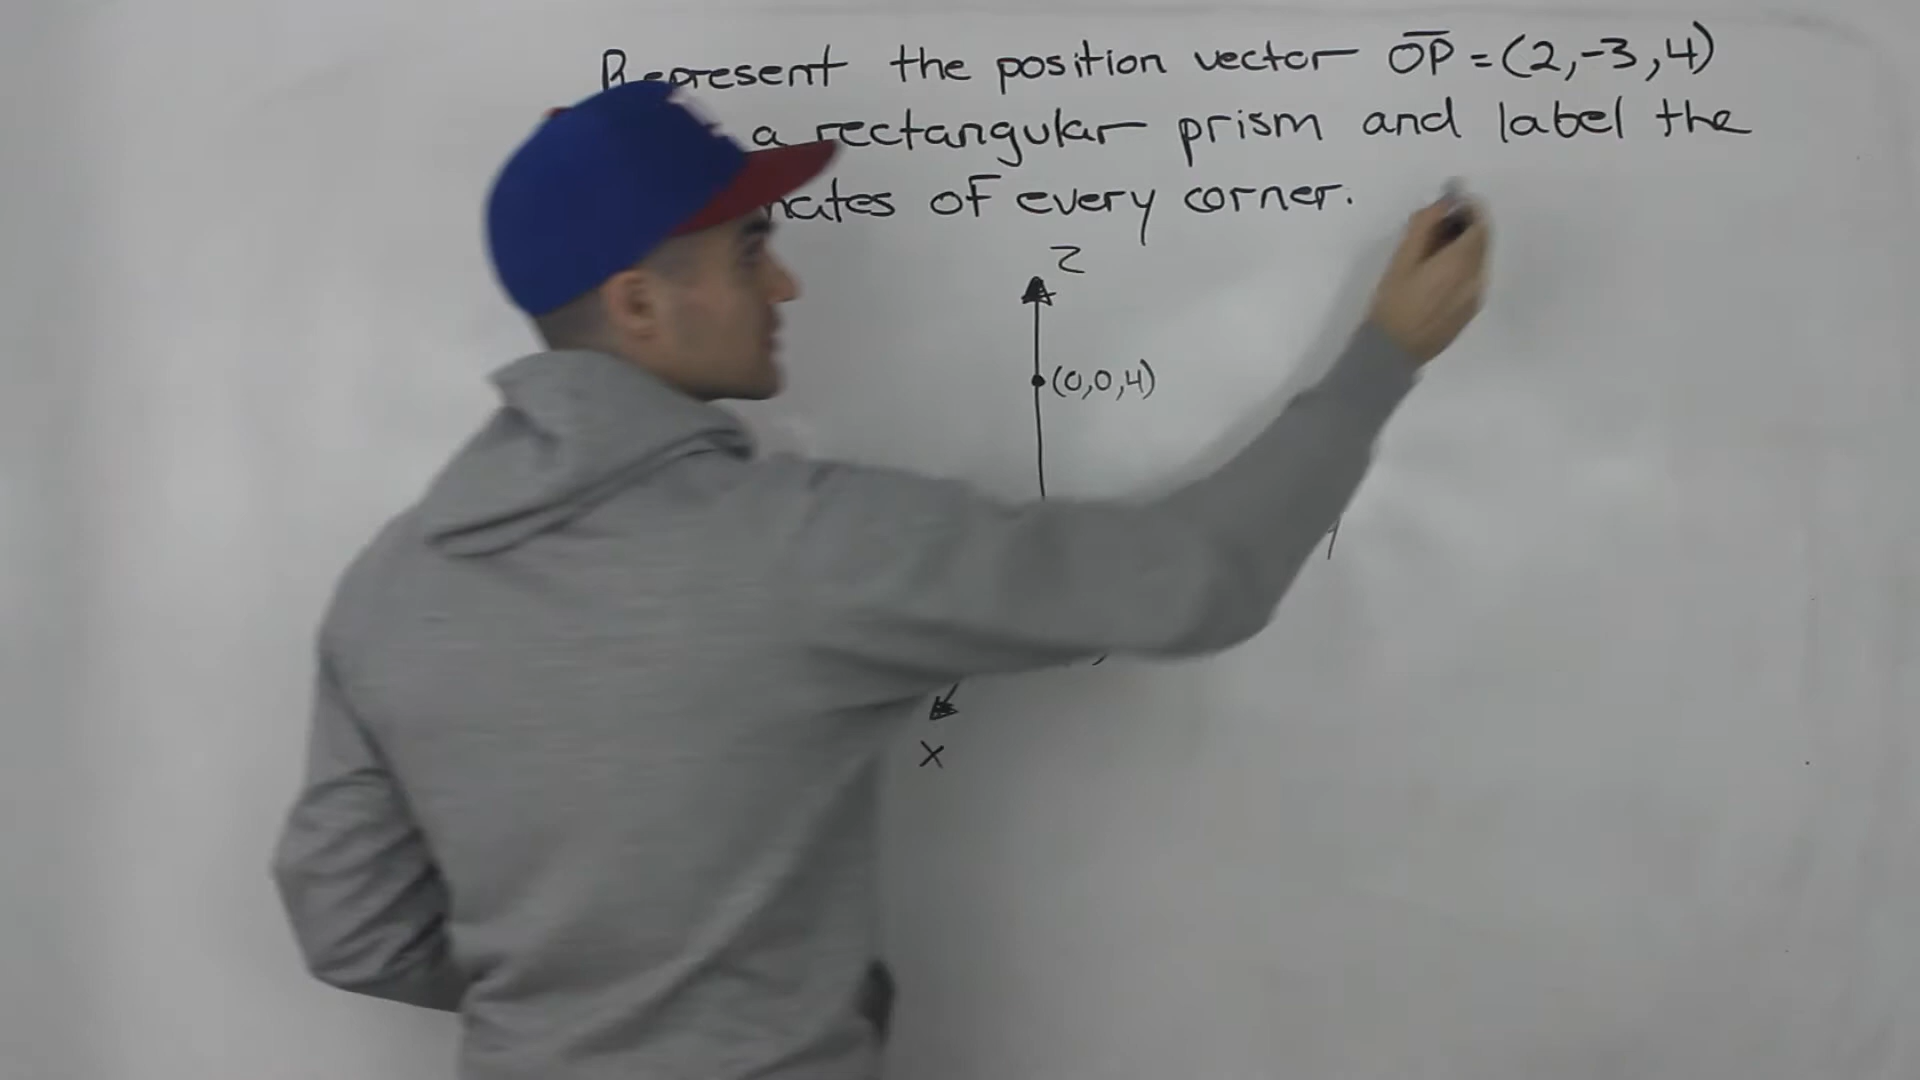 Represent the position vector OP = (2,-3,4)
a rectangular prism and label the
of every corner.
Z
(0,0,4)
X